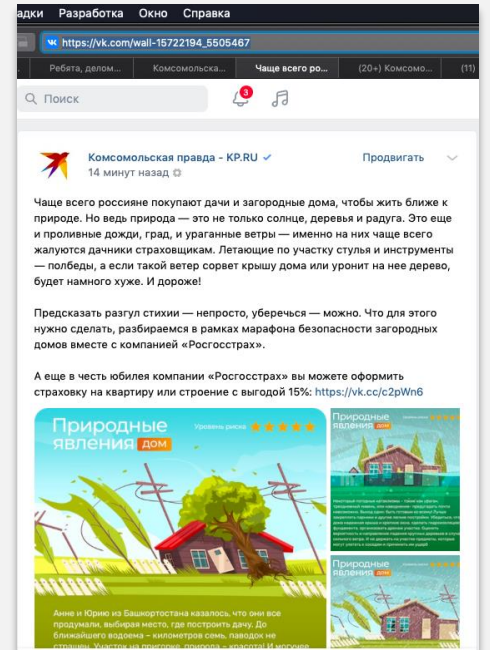 адки Разработка Окно Справка
https://vk.com/wall-15722194_5505467
Ребята, делом... Комсомольска... Чаще всего ро... (20+) Комсомо... (11)
Поиск
3
Комсомольская правда - KP.RU
Продвигать
14 минут назад
Чаще всего россияне покупают дачи и загородные дома, чтобы жить ближе к
природе. Но ведь природа — это не только солнце, деревья и радуга. Это еще
и проливные дожди, град, и ураганные ветры — именно на них чаще всего
жалуются дачники страховщикам. Летающие по участку стулья и инструменты
— полбеды, а если такой ветер сорвет крышу дома или уронит на нее дерево,
будет намного хуже. И дороже!
Предсказать разгул стихии — непросто, уберечься — можно. Что для этого
нужно сделать, разбираемся в рамках марафона безопасности загородных
домов вместе с компанией «Росгосстрах».
А еще в честь юбилея компании «Росгосстрах» вы можете оформить
страховку на квартиру или строение с выгодой 15%: https://vk.cc/c2pWn6
Природные
явления дом
Уровень риска
Анне и Юрию из Башкортостана казалось, что они все
продумали, выбирая место, где построить дачу. До
ближайшего водоема – километров семь, паводок не
страшен. Участок на пригорке, природа – красота! И могучее
Природные
явления дом
Природные
явления дом